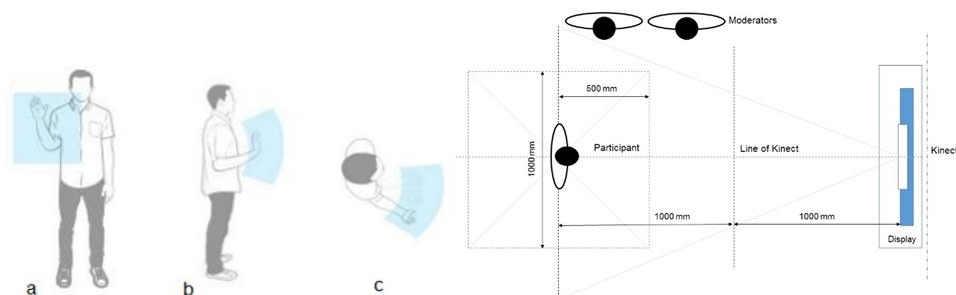 a
b
c
Moderators
500 mm
1000 mm
Participant
Line of Kinect
Kinect
1000 mm
1000 mm
Display